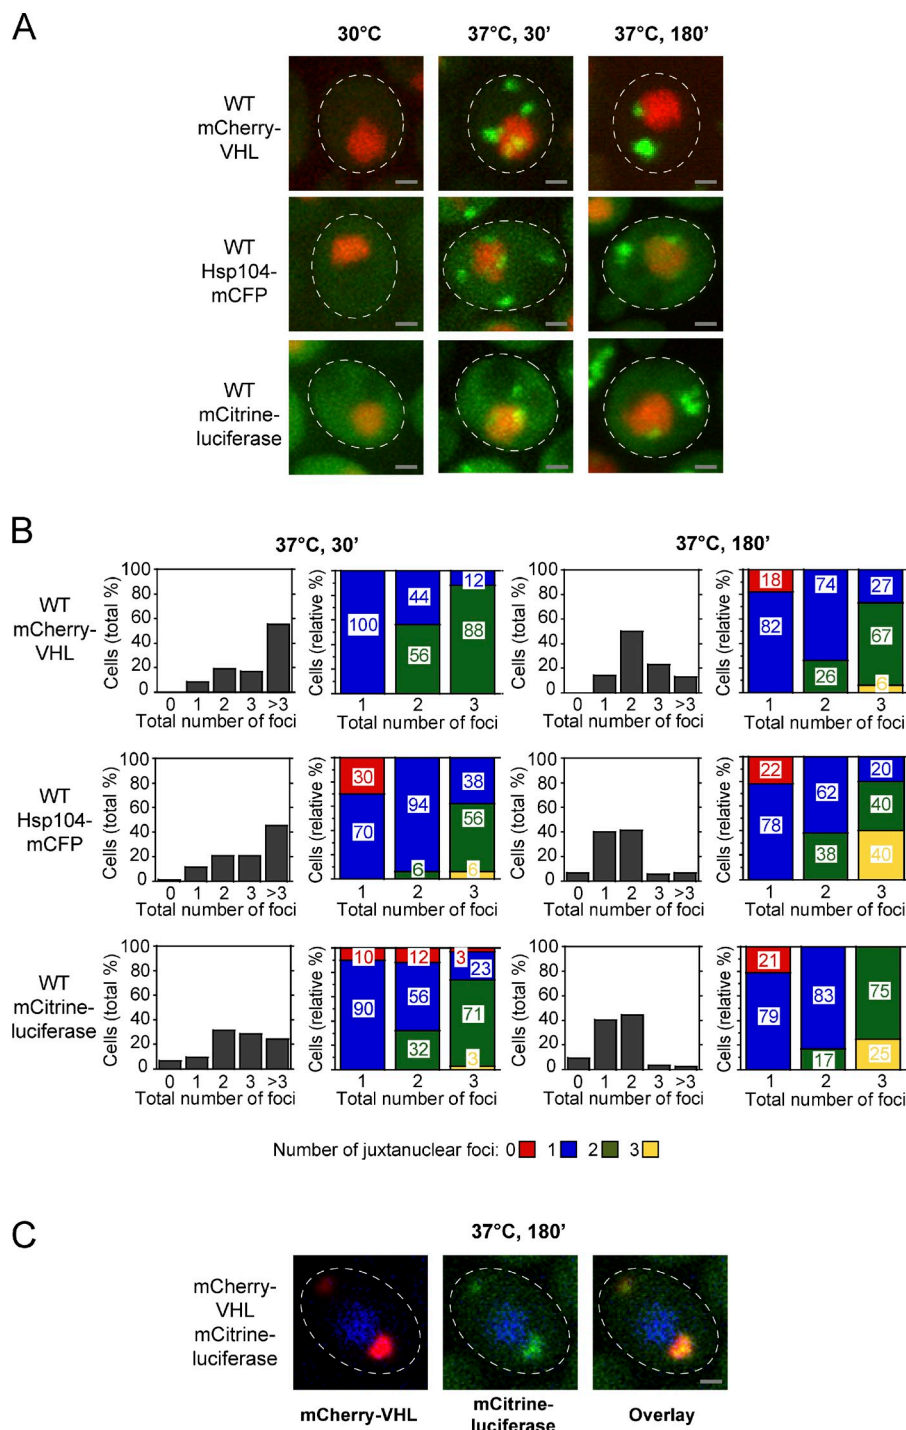 A
30°C
37°C, 30’
37°C, 180’
WT
mCherry-
VHL
WT
Hsp104-
mCFP
WT
mCitrine-
luciferase
B
37°C, 30’
37°C, 180’
WT
mCherry-
VHL
Cells (total %)
100
80
60
40
20
0
0 1 2 3 >3
Total number of foci
Cells (relative %)
100
44
56
12
88
1 2 3
Total number of foci
Cells (total %)
100
80
60
40
20
0
0 1 2 3 >3
Total number of foci
Cells (relative %)
18
82
74
26
27
67
6
1 2 3
Total number of foci
WT
Hsp104-
mCFP
Cells (total %)
100
80
60
40
20
0
0 1 2 3 >3
Total number of foci
Cells (relative %)
30
70
94
6
38
56
6
1 2 3
Total number of foci
Cells (total %)
100
80
60
40
20
0
0 1 2 3 >3
Total number of foci
Cells (relative %)
22
78
62
38
20
40
40
1 2 3
Total number of foci
WT
mCitrine-
luciferase
Cells (total %)
100
80
60
40
20
0
0 1 2 3 >3
Total number of foci
Cells (relative %)
10
90
12
56
32
3
23
71
3
1 2 3
Total number of foci
Cells (total %)
100
80
60
40
20
0
0 1 2 3 >3
Total number of foci
Cells (relative %)
21
79
83
17
75
25
1 2 3
Total number of foci
Number of juxtanuclear foci: 0 1 2 3
C
37°C, 180’
mCherry-
VHL
mCitrine-
luciferase
mCherry-VHL
mCitrine-
luciferase
Overlay